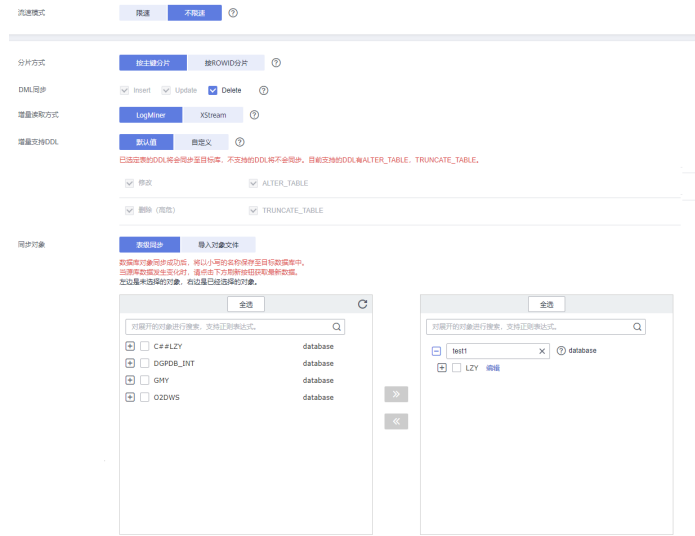 流速模式 限速 不限速
分片方式 按主键分片 按ROWID分片
DML同步 Insert Update Delete
增量读取方式 LogMiner XStream
增量支持DDL 默认值 自定义
已选定表的DDL将会同步至目标库，不支持的DDL将不会同步。目前支持的DDL有ALTER_TABLE、TRUNCATE_TABLE。
修改 ALTER_TABLE
删除（高危） TRUNCATE_TABLE
同步对象 表级同步 导入对象文件
数据库对象同步成功后，将以小写的名称保存至目标数据库中。
当源库数据发生变化时，请点击下方刷新按钮获取最新数据。
左边是未选择的对象，右边是已经选择的对象。
全选
对展开的对象进行搜索，支持正则表达式。
C##LZY database
DGPDB_INT database
GMY database
O2DWS database
全选
对展开的对象进行搜索，支持正则表达式。
test1 database
LZY 编辑